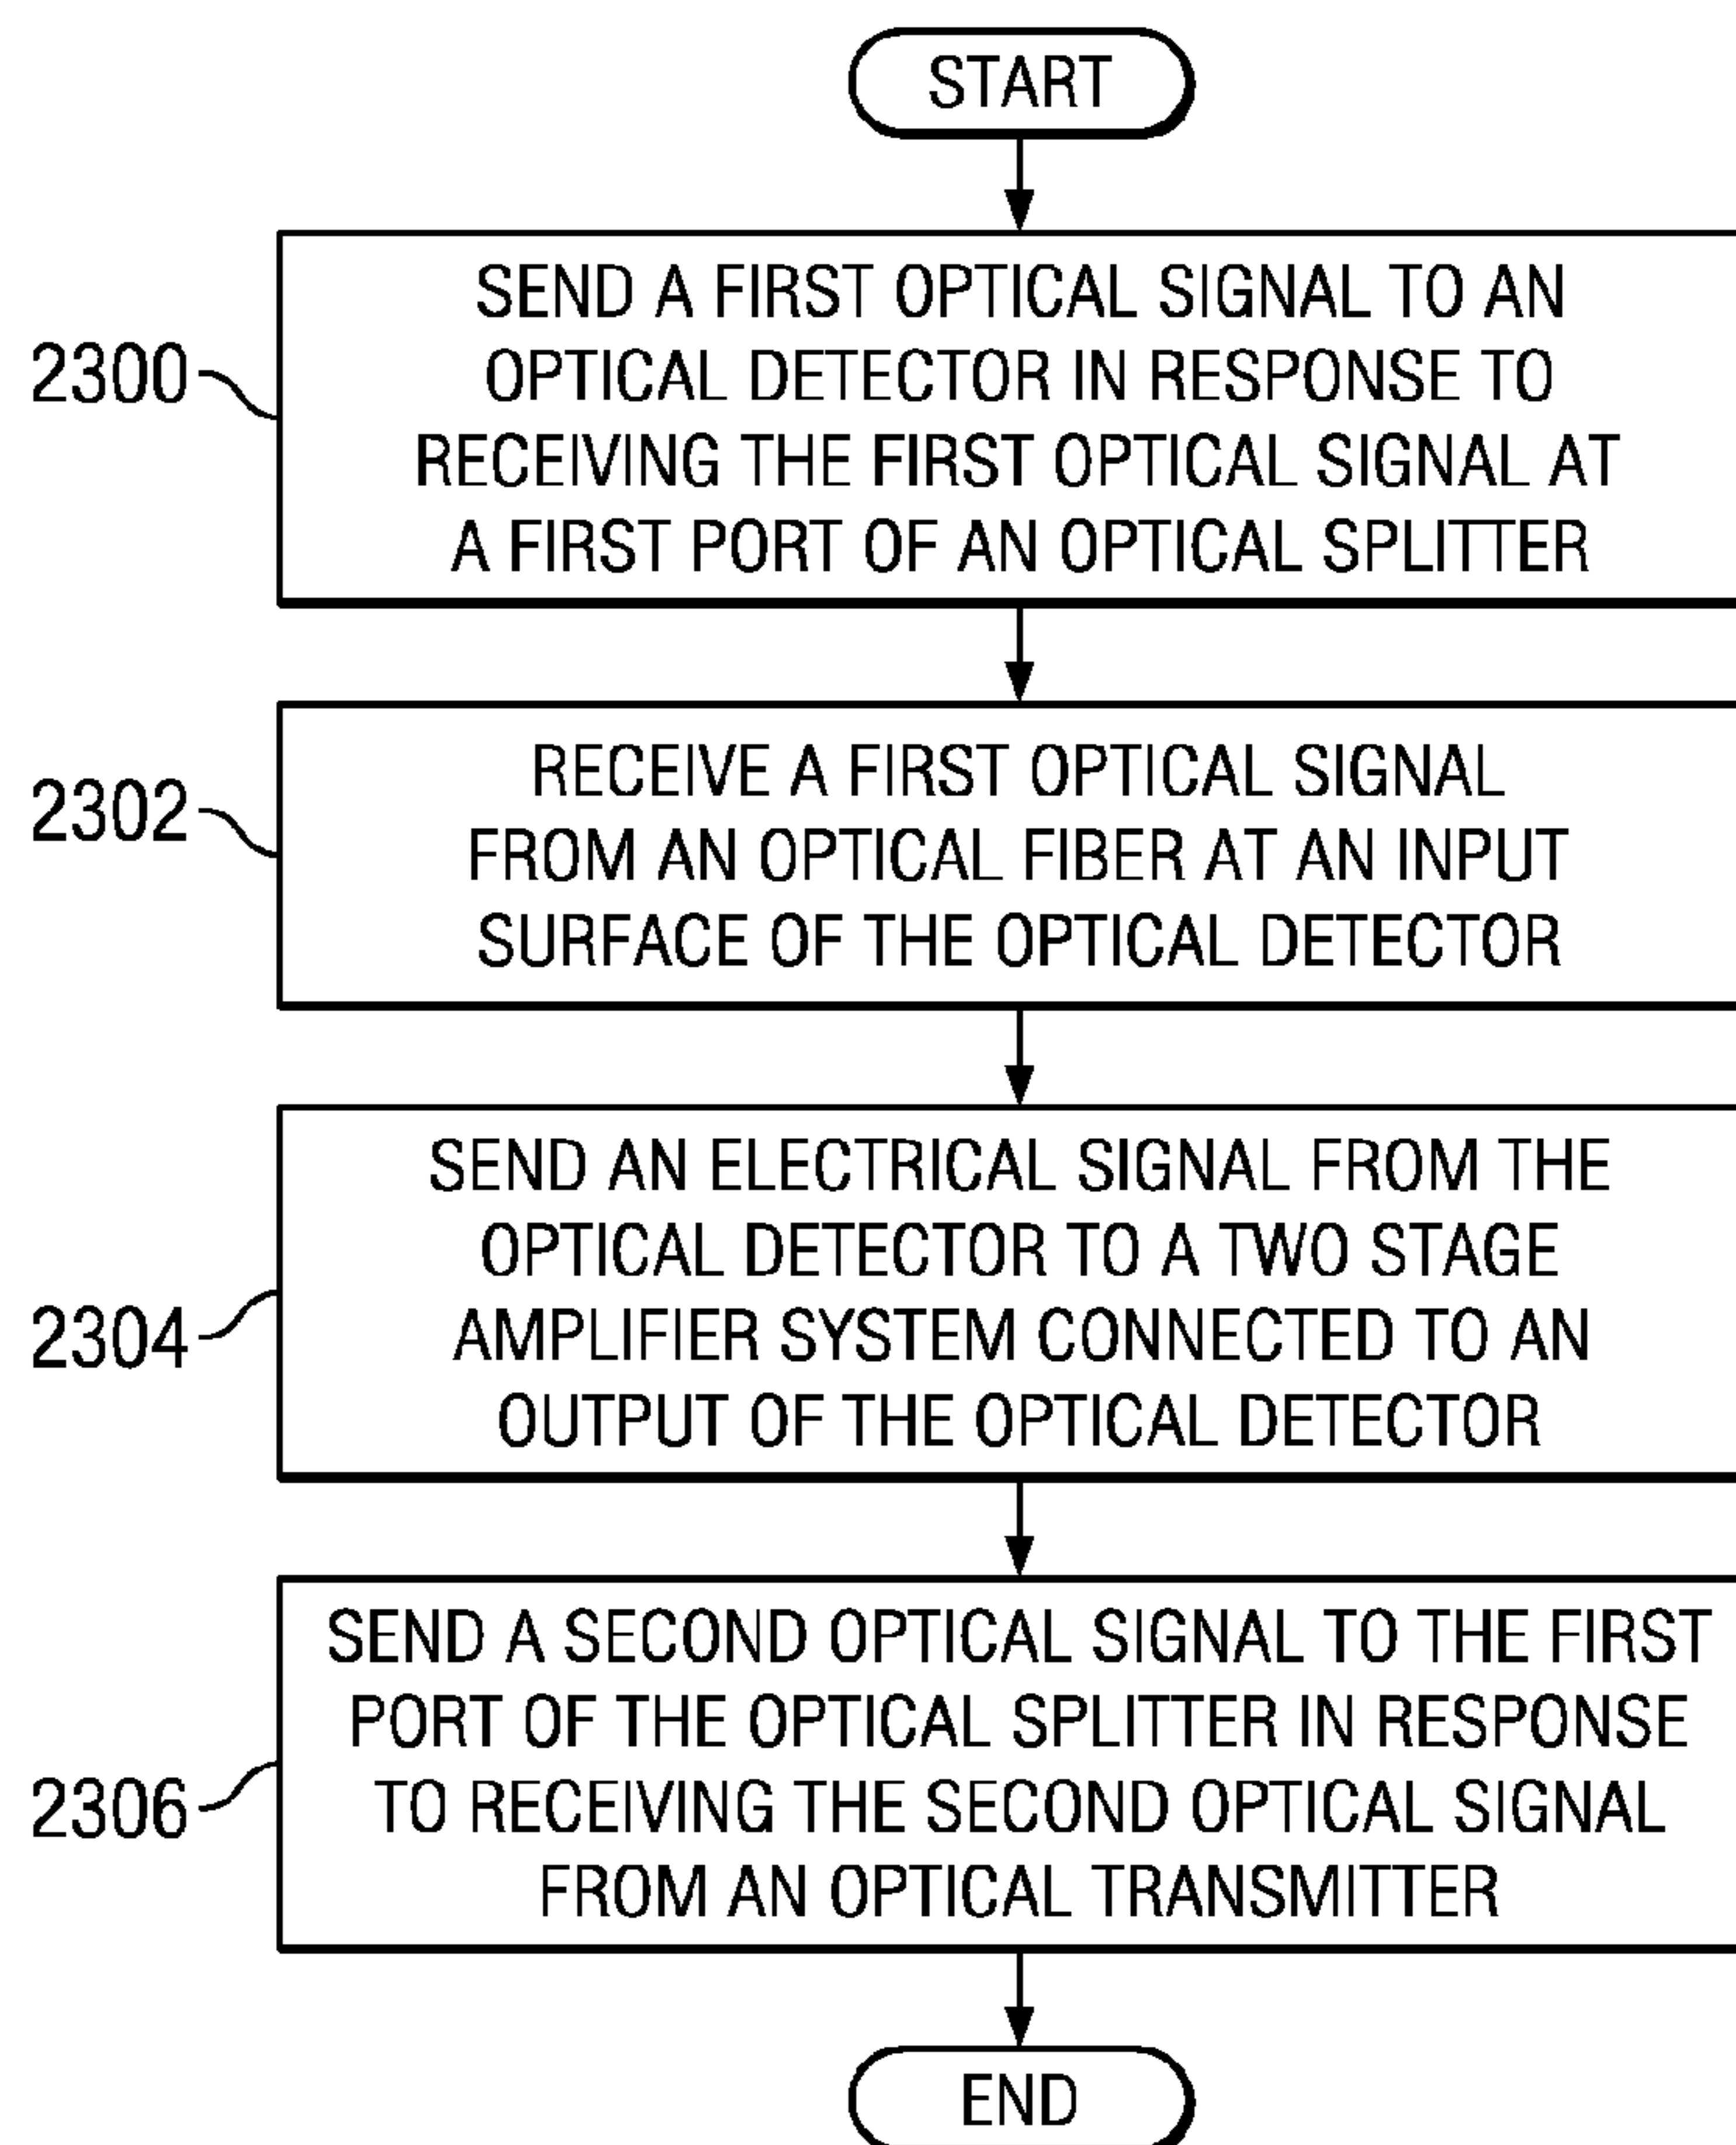 START
2300
SEND A FIRST OPTICAL SIGNAL TO AN
OPTICAL DETECTOR IN RESPONSE TO
RECEIVING THE FIRST OPTICAL SIGNAL AT
A FIRST PORT OF AN OPTICAL SPLITTER
2302
RECEIVE A FIRST OPTICAL SIGNAL
FROM AN OPTICAL FIBER AT AN INPUT
SURFACE OF THE OPTICAL DETECTOR
2304
SEND AN ELECTRICAL SIGNAL FROM THE
OPTICAL DETECTOR TO A TWO STAGE
AMPLIFIER SYSTEM CONNECTED TO AN
OUTPUT OF THE OPTICAL DETECTOR
2306
SEND A SECOND OPTICAL SIGNAL TO THE FIRST
PORT OF THE OPTICAL SPLITTER IN RESPONSE
TO RECEIVING THE SECOND OPTICAL SIGNAL
FROM AN OPTICAL TRANSMITTER
END